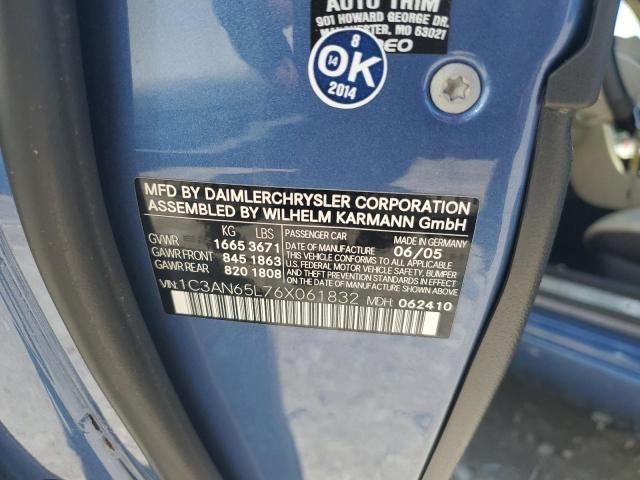 AUTO TRIM
901 HOWARD GEORGE DR.
MANCHESTER, MO 63021
8
14
OK
2014
MFD BY DAIMLERCHRYSLER CORPORATION
ASSEMBLED BY WILHELM KARMANN GmbH
KG LBS PASSENGER CAR MADE IN GERMANY
GVWR 1665 3671 DATE OF MANUFACTURE 06/05
GAWR FRONT 845 1863 THIS VEHICLE CONFORMS TO ALL APPLICABLE
GAWR REAR 820 1808 U.S. FEDERAL MOTOR VEHICLE SAFETY, BUMPER, AND THEFT PREVENTION STANDARDS IN EFFECT ON THE DATE OF MANUFACTURE SHOWN ABOVE
VIN: 1C3AN65L76X061832 MDH: 062410